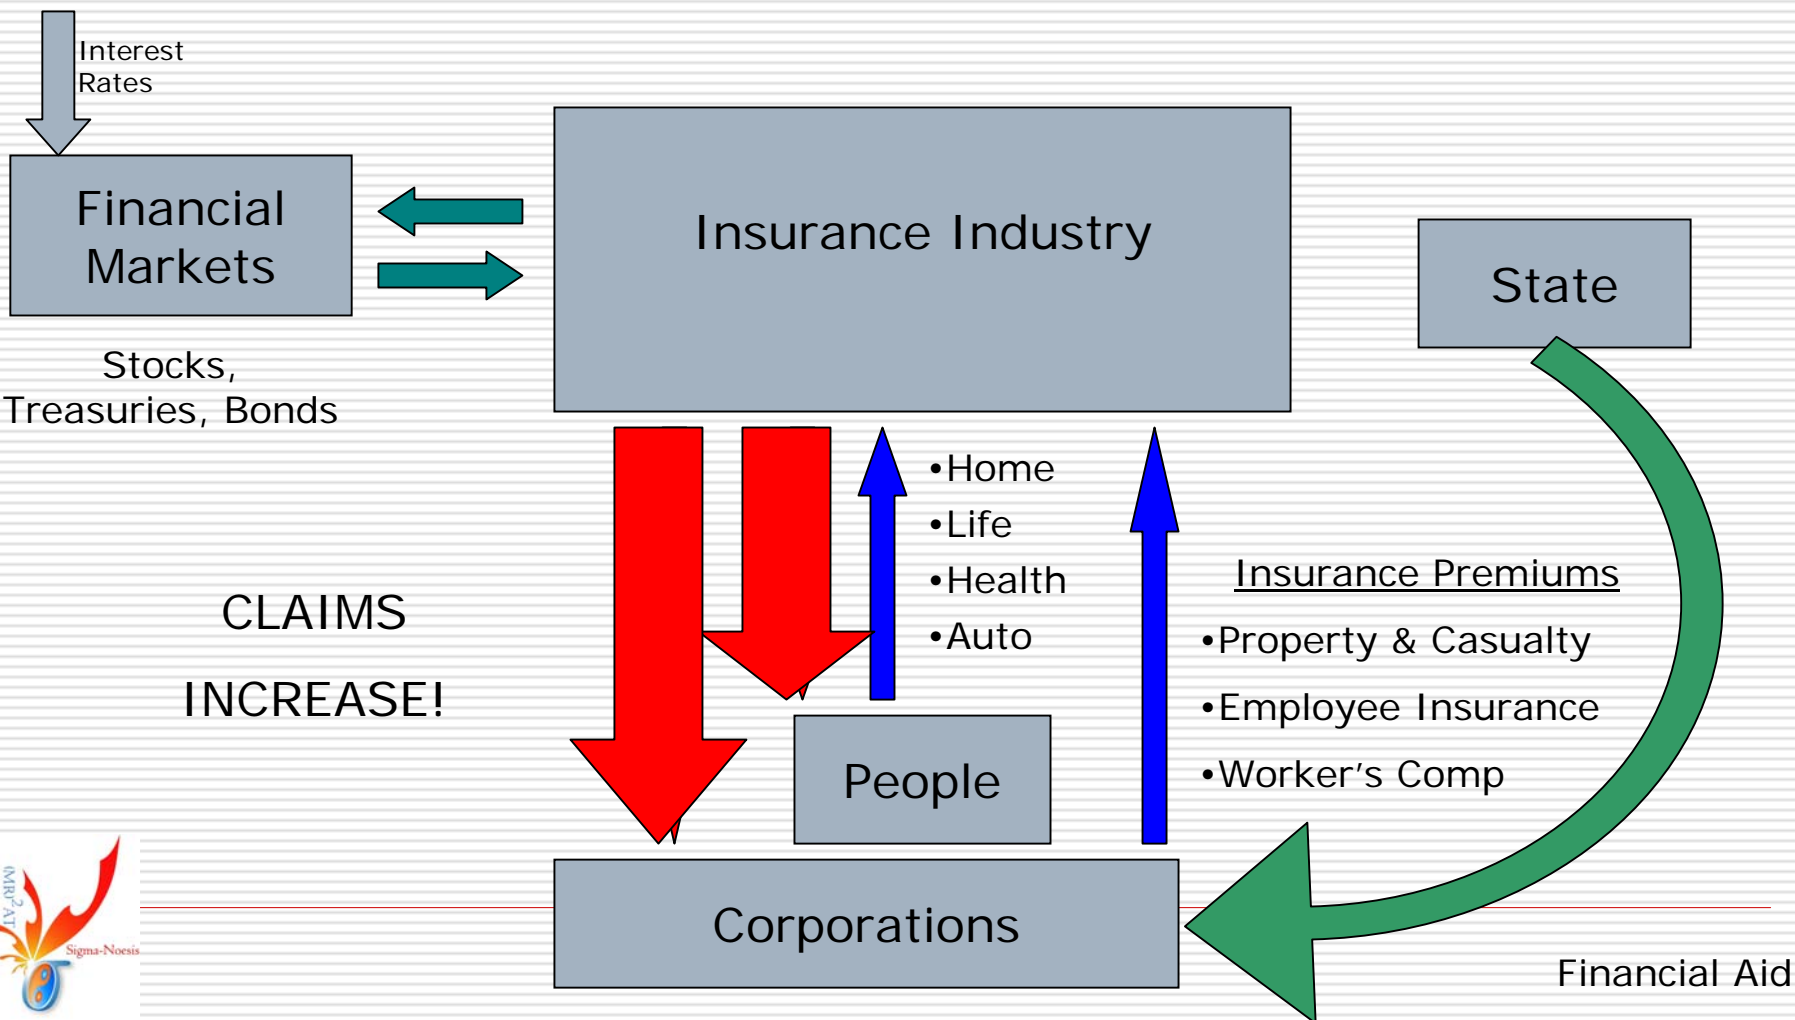 Interest
Rates
Financial
Markets
Stocks,
Treasuries, Bonds
Insurance Industry
State
•Home
•Life
•Health
•Auto
CLAIMS
INCREASE!
Insurance Premiums
•Property & Casualty
•Employee Insurance
•Worker’s Comp
People
Corporations
Financial Aid
Sigma-Noesis